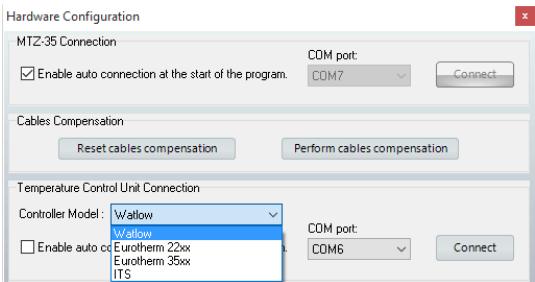 Hardware Configuration
x
MTZ-35 Connection
COM port:
Enable auto connection at the start of the program.
COM7
Connect
Cables Compensation
Reset cables compensation
Perform cables compensation
Temperature Control Unit Connection
Controller Model :
Watlow
Watlow
Eurotherm 22xx
Eurotherm 35xx
ITS
COM port:
Enable auto
COM6
Connect